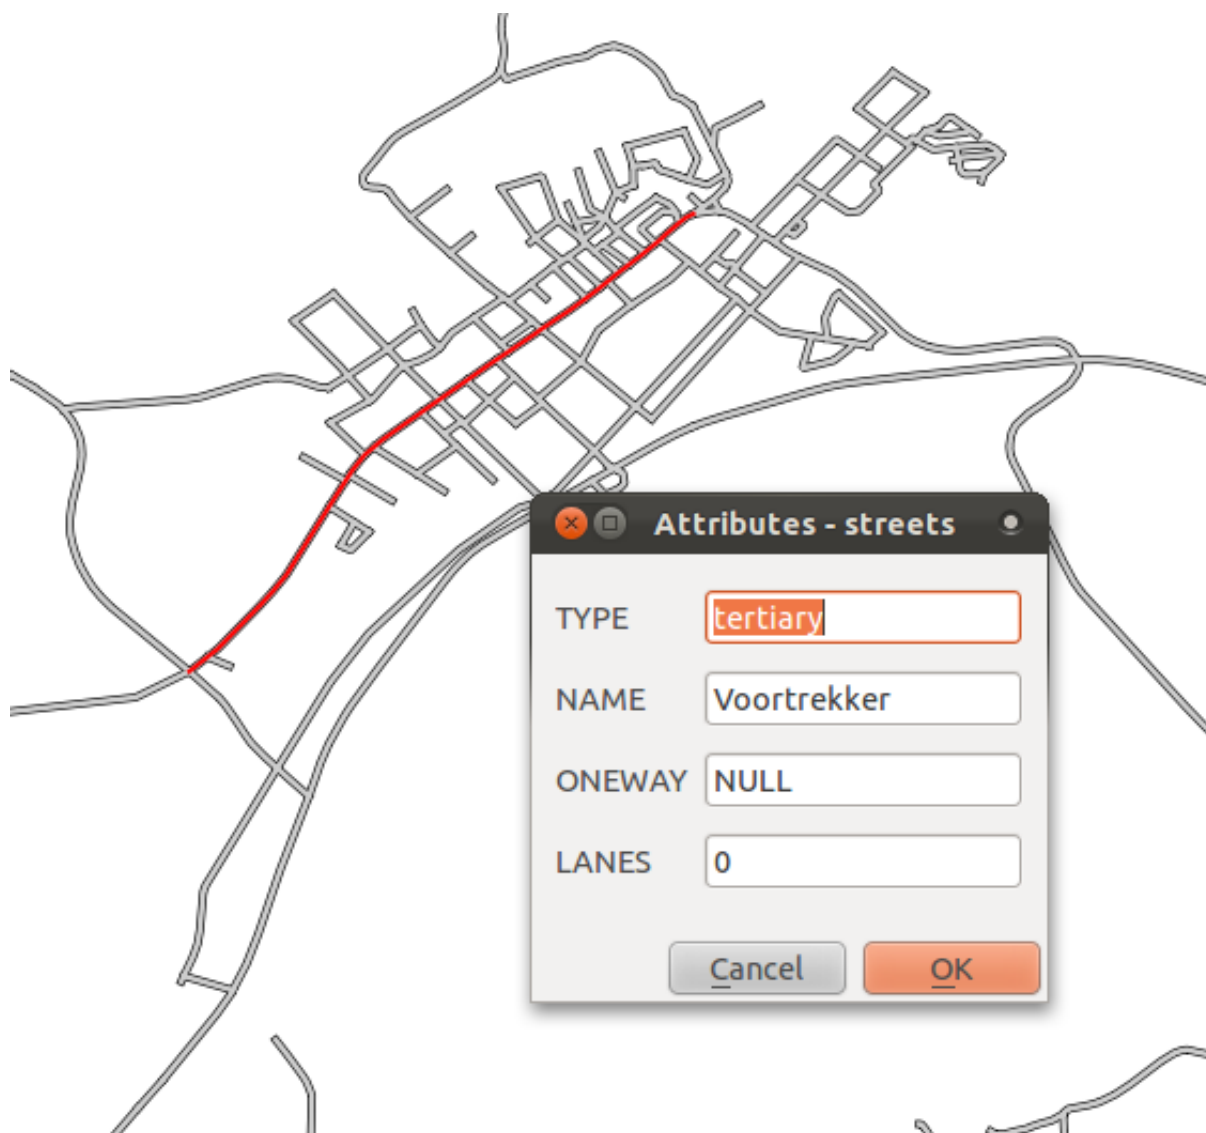 Attributes - streets
TYPE tertiary
NAME Voortrekker
ONEWAY NULL
LANES 0
Cancel OK